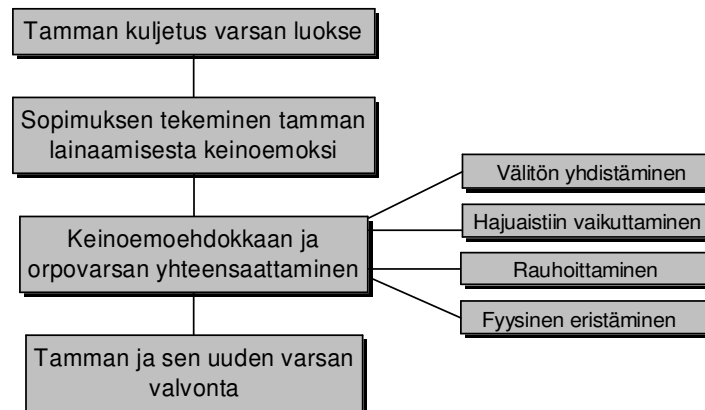 Tamman kuljetus varsan luokse
Sopimuksen tekeminen tamman
lainaamisesta keinoemoksi
Keinoemoehdokkaan ja
orpovarsan yhteensaattaminen
Välitön yhdistäminen
Hajuaistiin vaikuttaminen
Rauhoittaminen
Fyysinen eristäminen
Tamman ja sen uuden varsan
valvonta